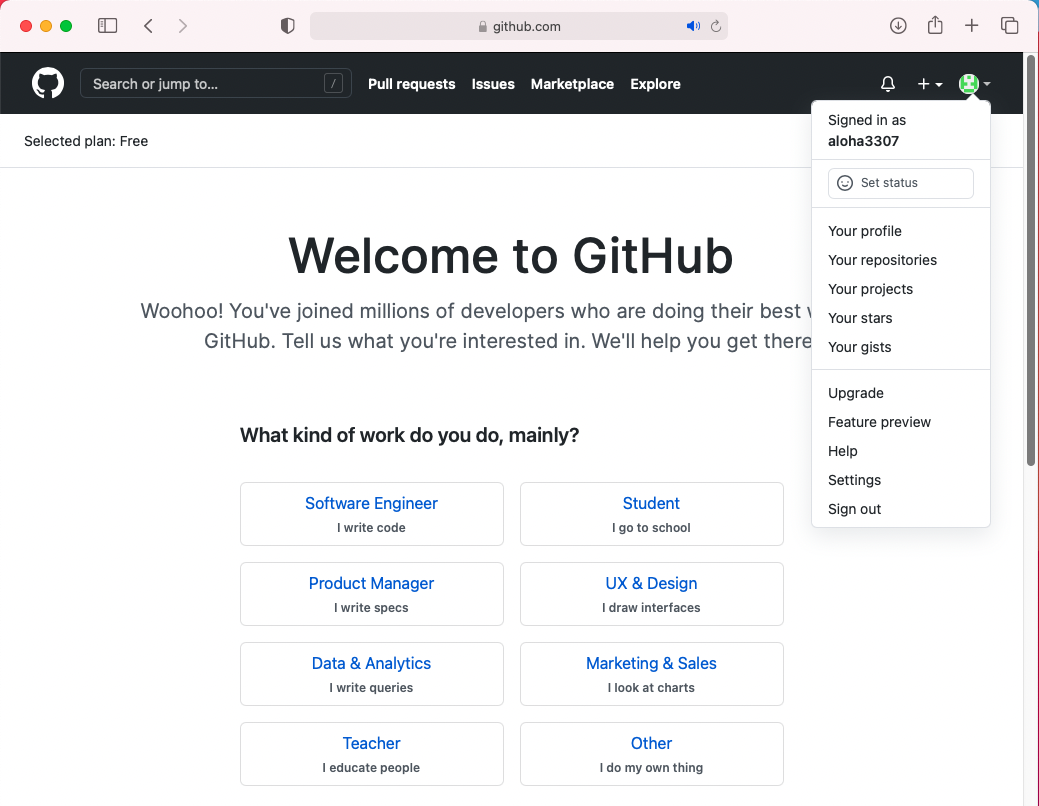 github.com
Search or jump to...
/
Pull requests
Issues
Marketplace
Explore
Selected plan: Free
Signed in as
aloha3307
Set status
Your profile
Your repositories
Your projects
Your stars
Your gists
Upgrade
Feature preview
Help
Settings
Sign out
Welcome to GitHub
Woohoo! You've joined millions of developers who are doing their best
GitHub. Tell us what you're interested in. We'll help you get there
What kind of work do you do, mainly?
Software Engineer
I write code
Student
I go to school
Product Manager
I write specs
UX & Design
I draw interfaces
Data & Analytics
I write queries
Marketing & Sales
I look at charts
Teacher
I educate people
Other
I do my own thing